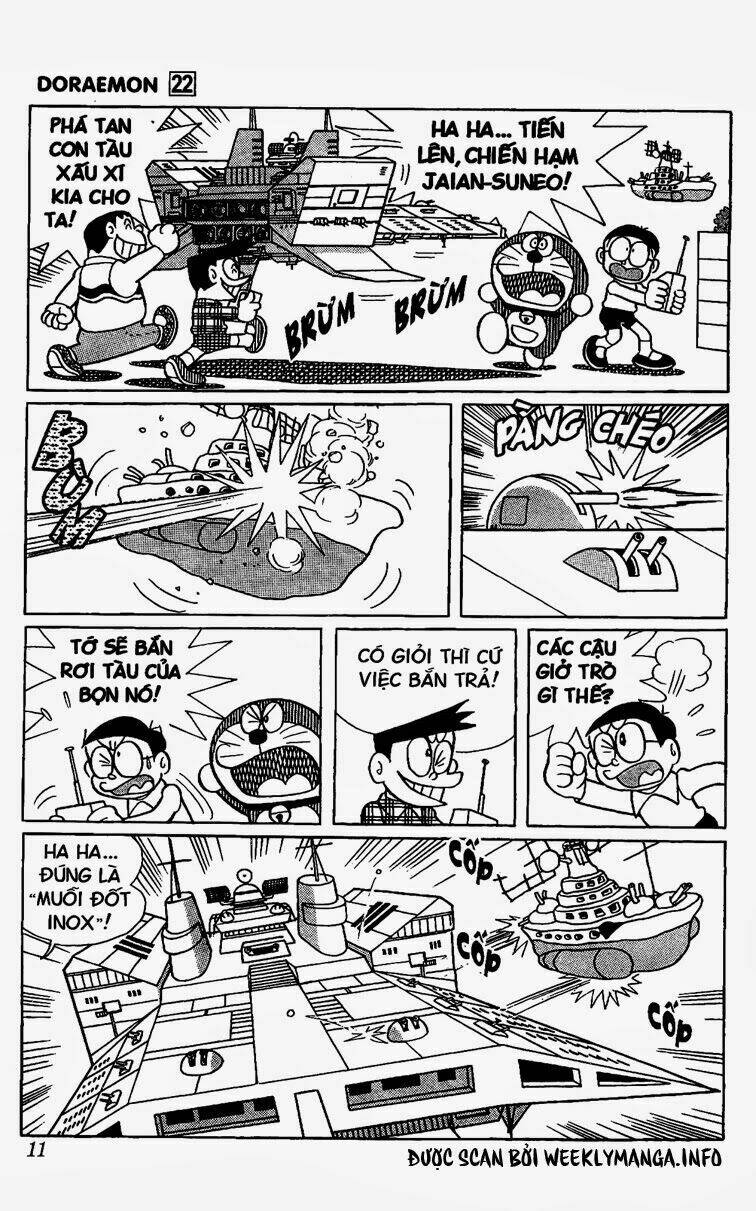 DORAEMON 22
HA HA... TIẾN
LÊN, CHIẾN HẠM
JAIAN-SUNEO!
PHÁ TAN
CON TÀU
XẤU XÍ
KIA CHO
TA!
BRỪM
BRỪM
PẰNG CHÉO
BÙM
CÁC CẬU
GIỞ TRÒ
GÌ THẾ?
CÓ GIỎI THÌ CỨ
VIỆC BẮN TRẢ!
TỚ SẼ BẮN
RƠI TÀU CỦA
BỌN NÓ!
CỐP
CỐP
CỐP
HA HA...
ĐÚNG LÀ
"MUỖI ĐỐT
INOX"!
11
ĐƯỢC SCAN BỞI WEEKLYMANGA.INFO